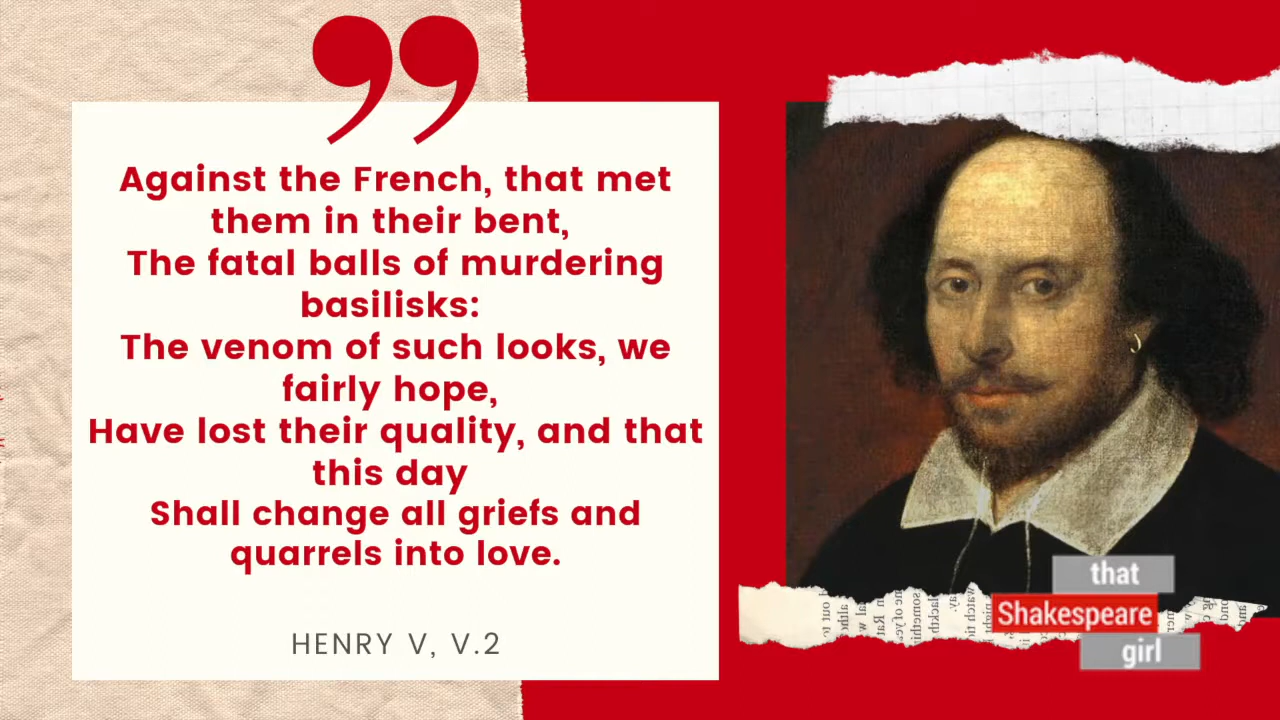 ”
Against the French, that met
them in their bent,
The fatal balls of murdering
basilisks:
The venom of such looks, we
fairly hope,
Have lost their quality, and that
this day
Shall change all griefs and
quarrels into love.
HENRY V, V.2
that
Shakespeare
girl